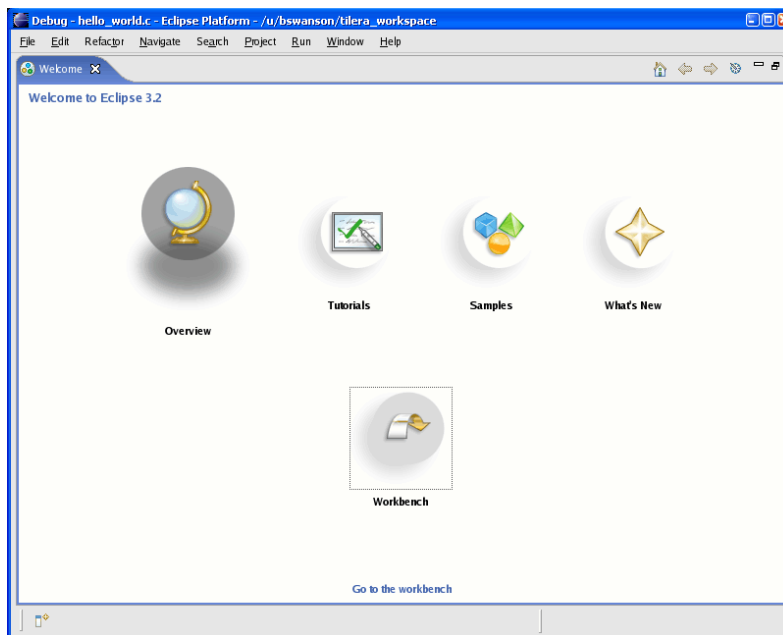 Debug - hello_world.c - Eclipse Platform - /u/bswanson/tilera_workspace
File Edit Refactor Navigate Search Project Run Window Help
Welcome
Welcome to Eclipse 3.2
Overview
Tutorials
Samples
What's New
Workbench
Go to the workbench